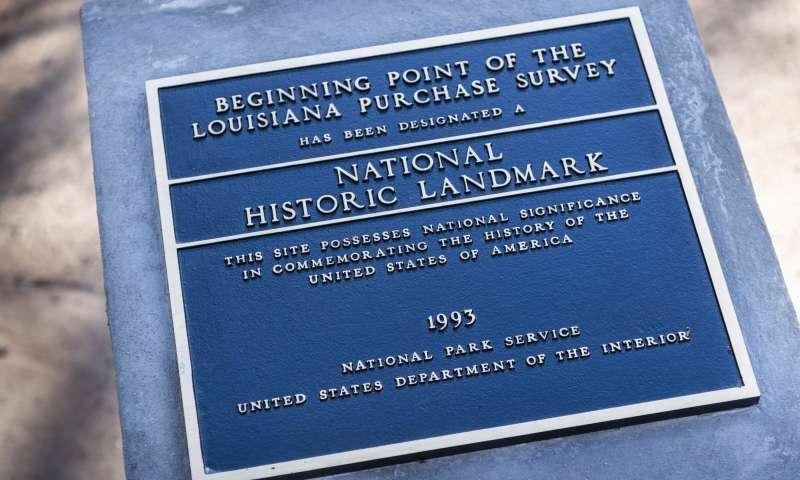 BEGINNING POINT OF THE
LOUISIANA PURCHASE SURVEY
HAS BEEN DESIGNATED A
NATIONAL
HISTORIC LANDMARK
THIS SITE POSSESSES NATIONAL SIGNIFICANCE
IN COMMEMORATING THE HISTORY OF THE
UNITED STATES OF AMERICA
1993
NATIONAL PARK SERVICE
UNITED STATES DEPARTMENT OF THE INTERIOR